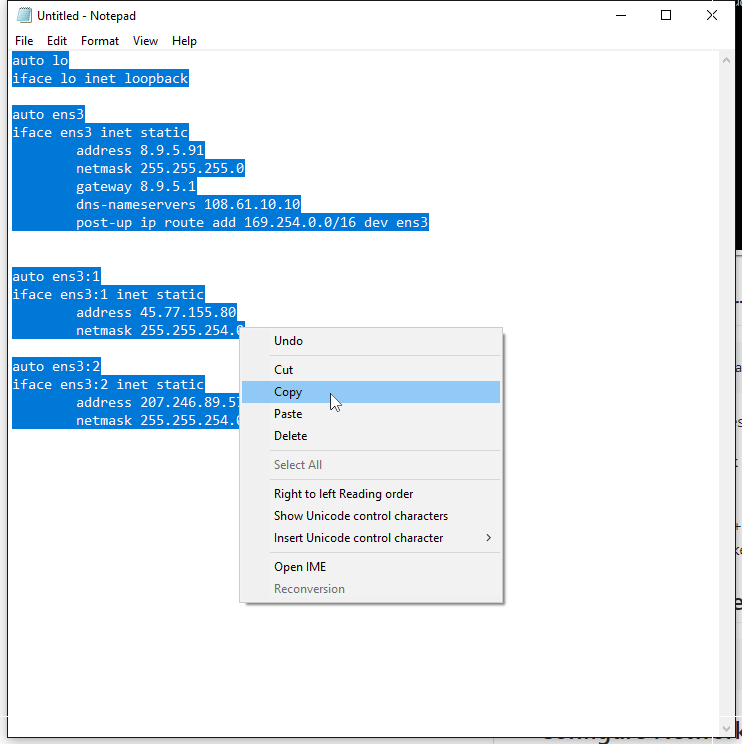 Untitled - Notepad
File Edit Format View Help
auto lo
iface lo inet loopback
auto ens3
iface ens3 inet static
address 8.9.5.91
netmask 255.255.255.0
gateway 8.9.5.1
dns-nameservers 108.61.10.10
post-up ip route add 169.254.0.0/16 dev ens3
auto ens3:1
iface ens3:1 inet static
address 45.77.155.80
netmask 255.255.254.0
auto ens3:2
iface ens3:2 inet static
address 207.246.89.5
netmask 255.255.254.0
Undo
Cut
Copy
Paste
Delete
Select All
Right to left Reading order
Show Unicode control characters
Insert Unicode control character
Open IME
Reconversion